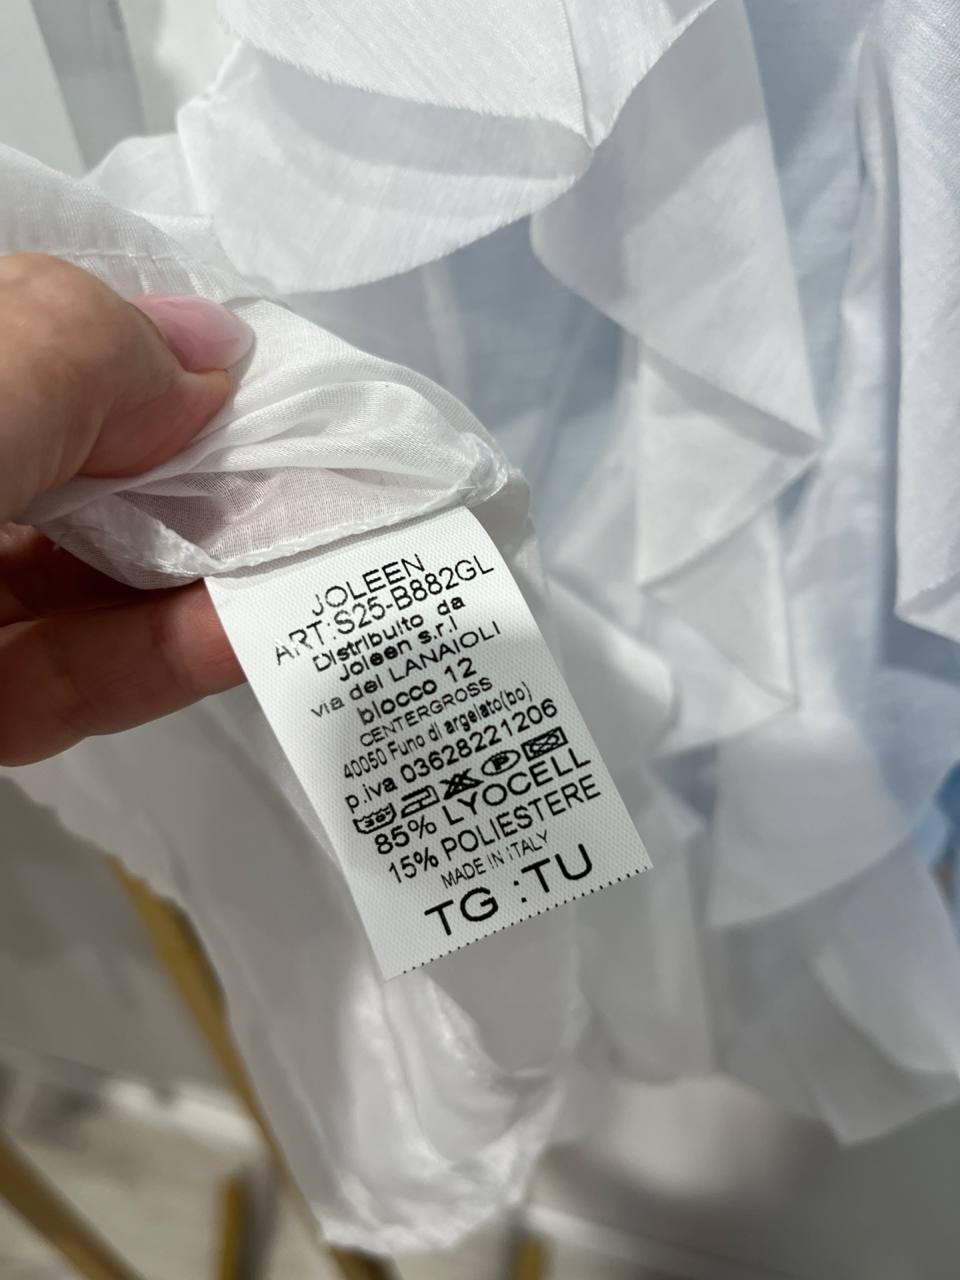 JOLEEN
ART:S25-B882GL
Distribuito da
Joleen s.r.l
via del LANAIOLI
blocco 12
CENTERGROSS
40050 Funo di argelato(bo)
p.iva 03628221206
30 P
85% LYOCELL
15% POLIESTERE
MADE IN ITALY
TG :TU